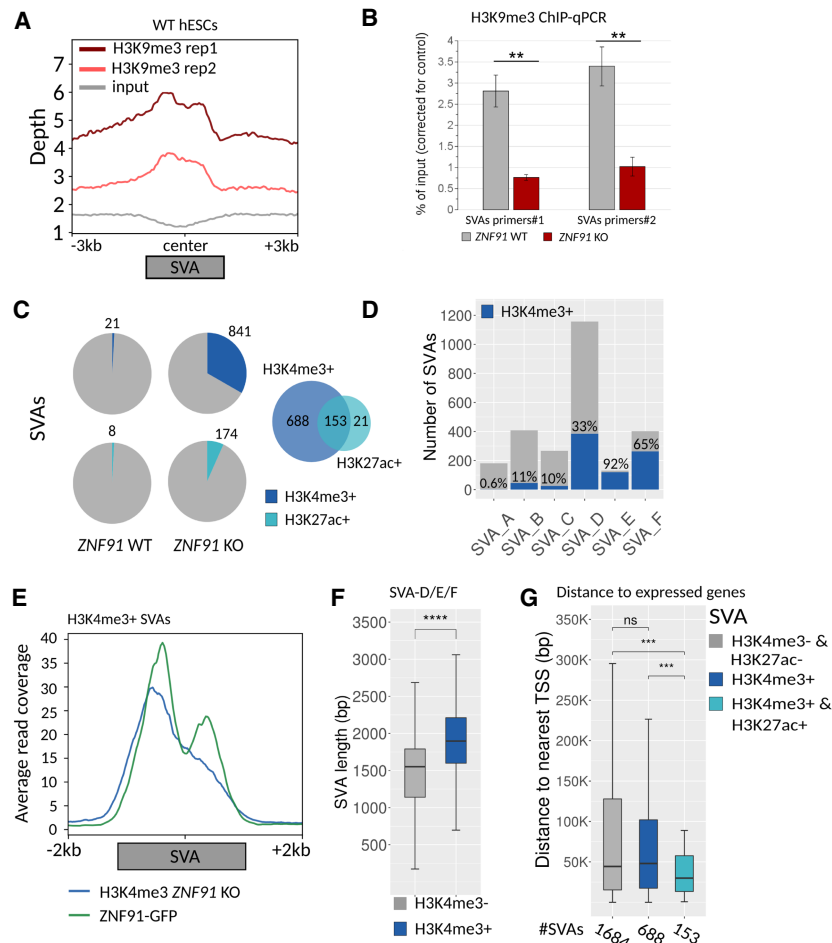 A
WT hESCs
H3K9me3 rep1
H3K9me3 rep2
input
Depth
7
6
5
4
3
2
1
-3kb
center
+3kb
SVA
B
H3K9me3 ChIP-qPCR
% of input (corrected for control)
4
3.5
3
2.5
2
1.5
1
0.5
0
**
**
SVAs primers#1
SVAs primers#2
ZNF91 WT
ZNF91 KO
C
SVAs
21
841
8
174
ZNF91 WT
ZNF91 KO
H3K4me3+
688
153
21
H3K27ac+
H3K4me3+
H3K27ac+
D
H3K4me3+
Number of SVAs
1200
1000
800
600
400
200
0
0.6%
11%
10%
33%
92%
65%
SVA_A
SVA_B
SVA_C
SVA_D
SVA_E
SVA_F
E
H3K4me3+ SVAs
Average read coverage
40
35
30
25
20
15
10
5
0
-2kb
SVA
+2kb
H3K4me3 ZNF91 KO
ZNF91-GFP
F
SVA-D/E/F
SVA length (bp)
3500
3000
2500
2000
1500
1000
500
****
H3K4me3-
H3K4me3+
G
Distance to expressed genes
Distance to nearest TSS (bp)
350K
300K
250K
200K
150K
100K
50K
ns
***
***
SVA
H3K4me3- &
H3K27ac-
H3K4me3+
H3K4me3+ &
H3K27ac+
#SVAs
1684
688
153